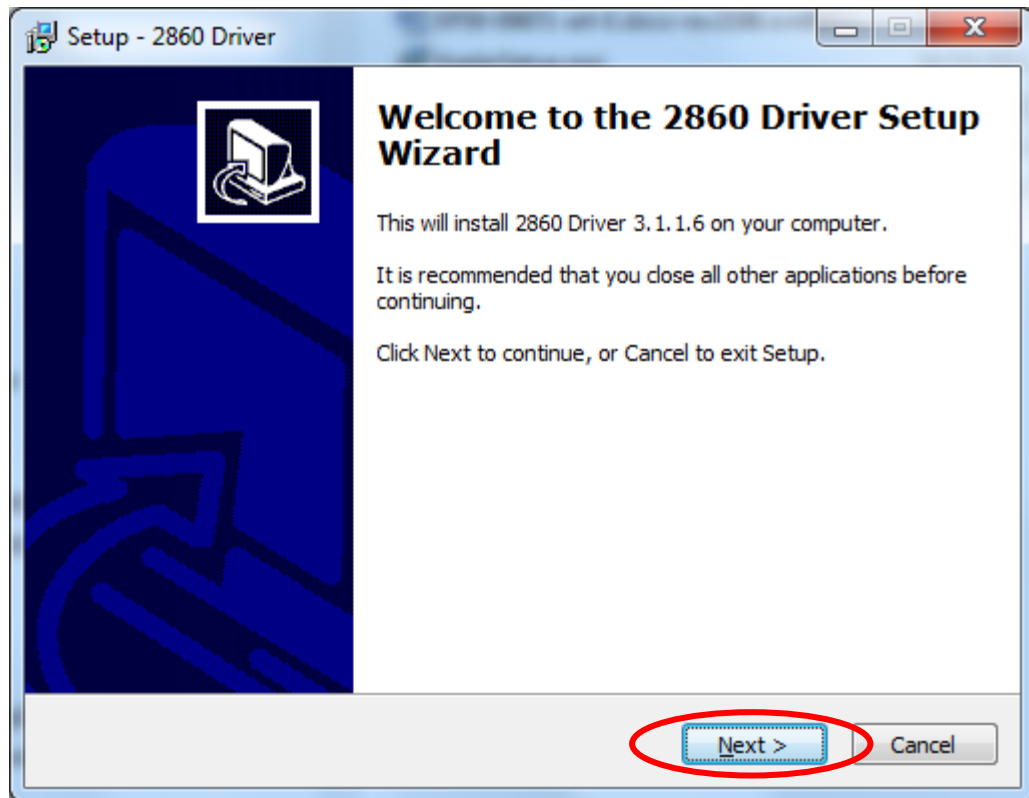 Setup - 2860 Driver
Welcome to the 2860 Driver Setup
Wizard
This will install 2860 Driver 3.1.1.6 on your computer.
It is recommended that you close all other applications before
continuing.
Click Next to continue, or Cancel to exit Setup.
Next >
Cancel